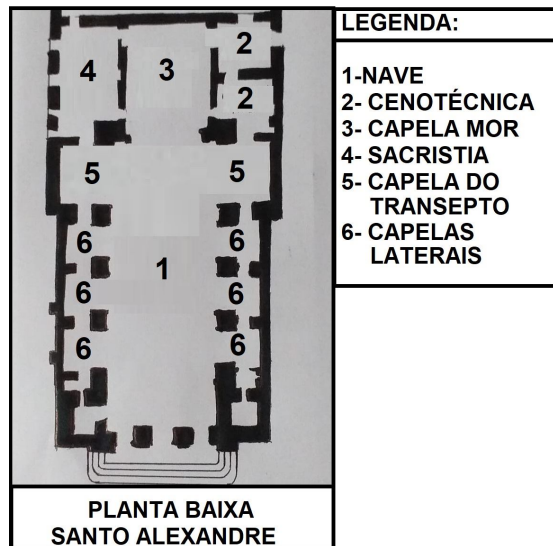 LEGENDA:
1-NAVE
2- CENOTÉCNICA
3- CAPELA MOR
4- SACRISTIA
5- CAPELA DO
TRANSEPTO
6- CAPELAS
LATERAIS
2
4
3
2
5
5
6
6
1
6
6
6
6
PLANTA BAIXA
SANTO ALEXANDRE